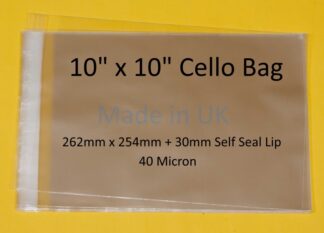 10" x 10" Cello Bag
Made in UK
262mm x 254mm + 30mm Self Seal Lip
40 Micron